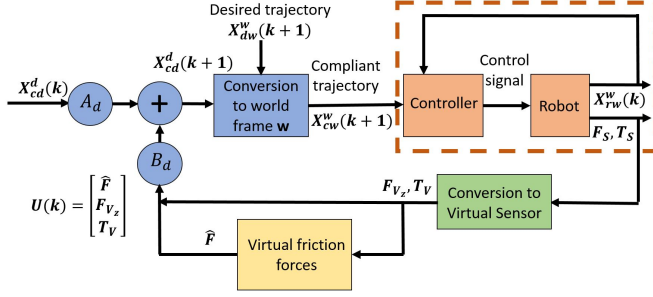 Desired trajectory
X^w_dw(k + 1)
X^d_cd(k)
A_d
X^d_cd(k + 1)
+
Conversion
to world
frame w
Compliant
trajectory
X^w_cw(k + 1)
Controller
Control
signal
Robot
X^w_rw(k)
F_S, T_S
B_d
U(k) = [F̂ F_Vz T_V]
F_Vz, T_V
Conversion to
Virtual Sensor
F̂
Virtual friction
forces